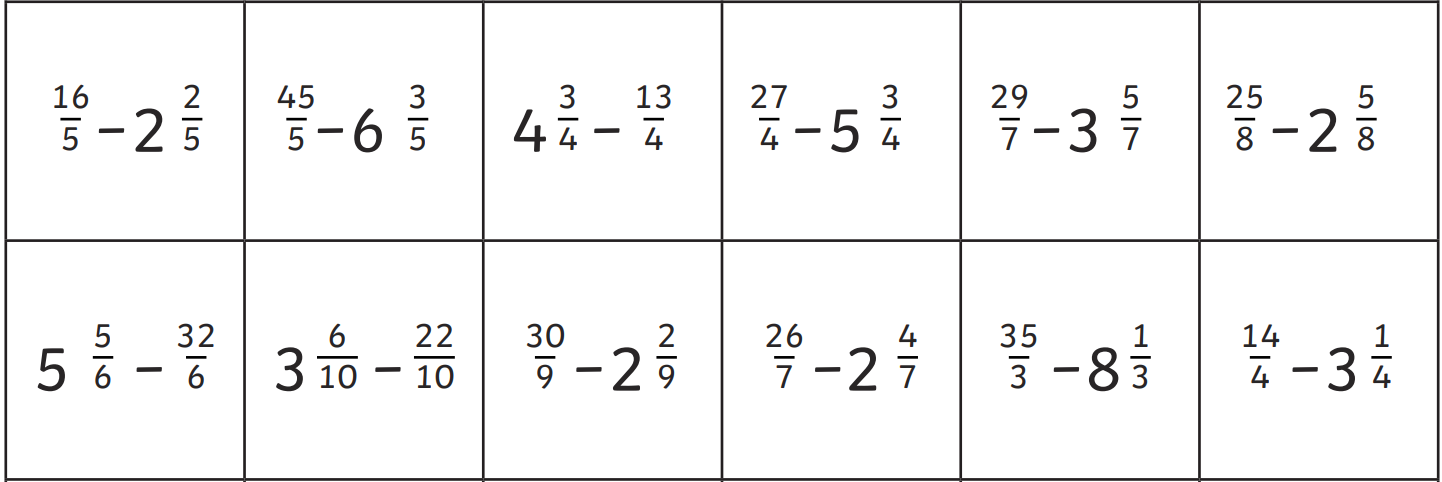 16/5 – 2 2/5
45/5 – 6 3/5
4 3/4 – 13/4
27/4 – 5 3/4
29/7 – 3 5/7
25/8 – 2 5/8
5 5/6 – 32/6
3 6/10 – 22/10
30/9 – 2 2/9
26/7 – 2 4/7
35/3 – 8 1/3
14/4 – 3 1/4